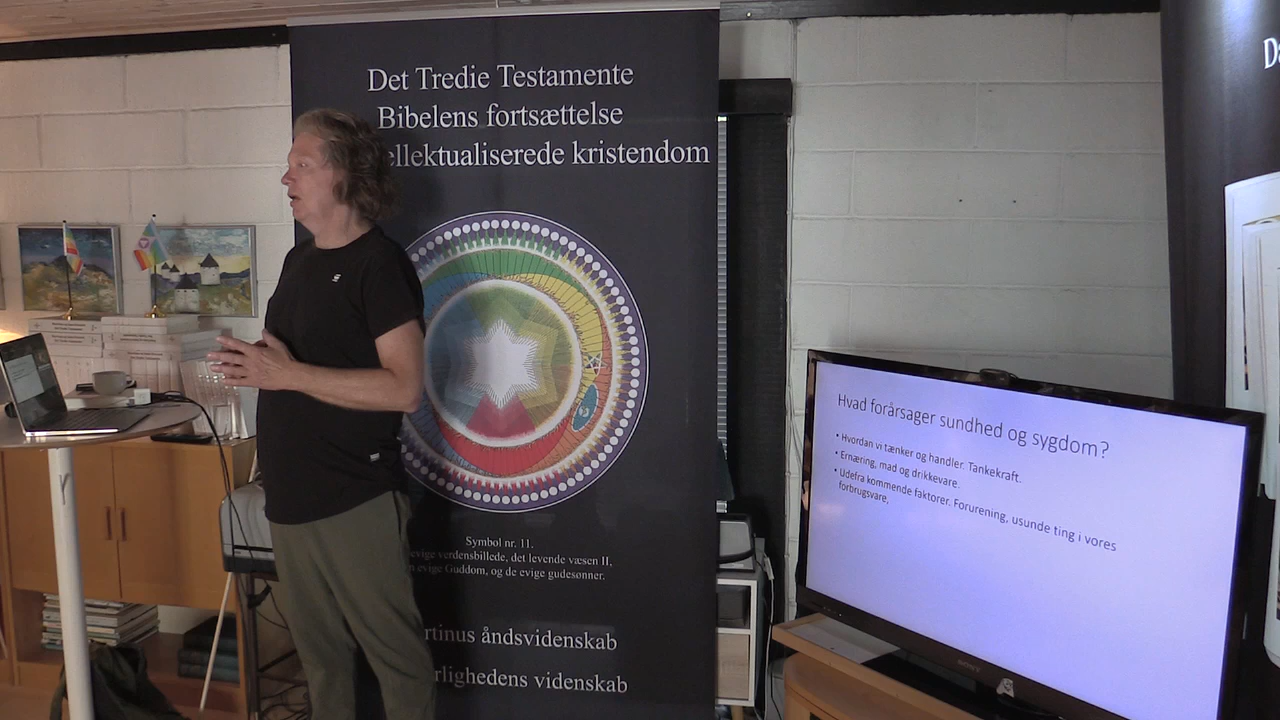 Det Tredie Testamente
Bibelens fortsættelse
ellektualiserede kristendom
Symbol nr. 11.
evige verdensbillede, det levende væsen II,
evige Guddom, og de evige gudesønner.
rtinus åndsvidenskab
rlighedens videnskab
Hvad forårsager sundhed og sygdom?
• Hvordan vi tænker og handler. Tankekraft.
• Ernæring, mad og drikkevare.
• Udefra kommende faktorer. Forurening, usunde ting i vores
forbrugsvare,
SONY